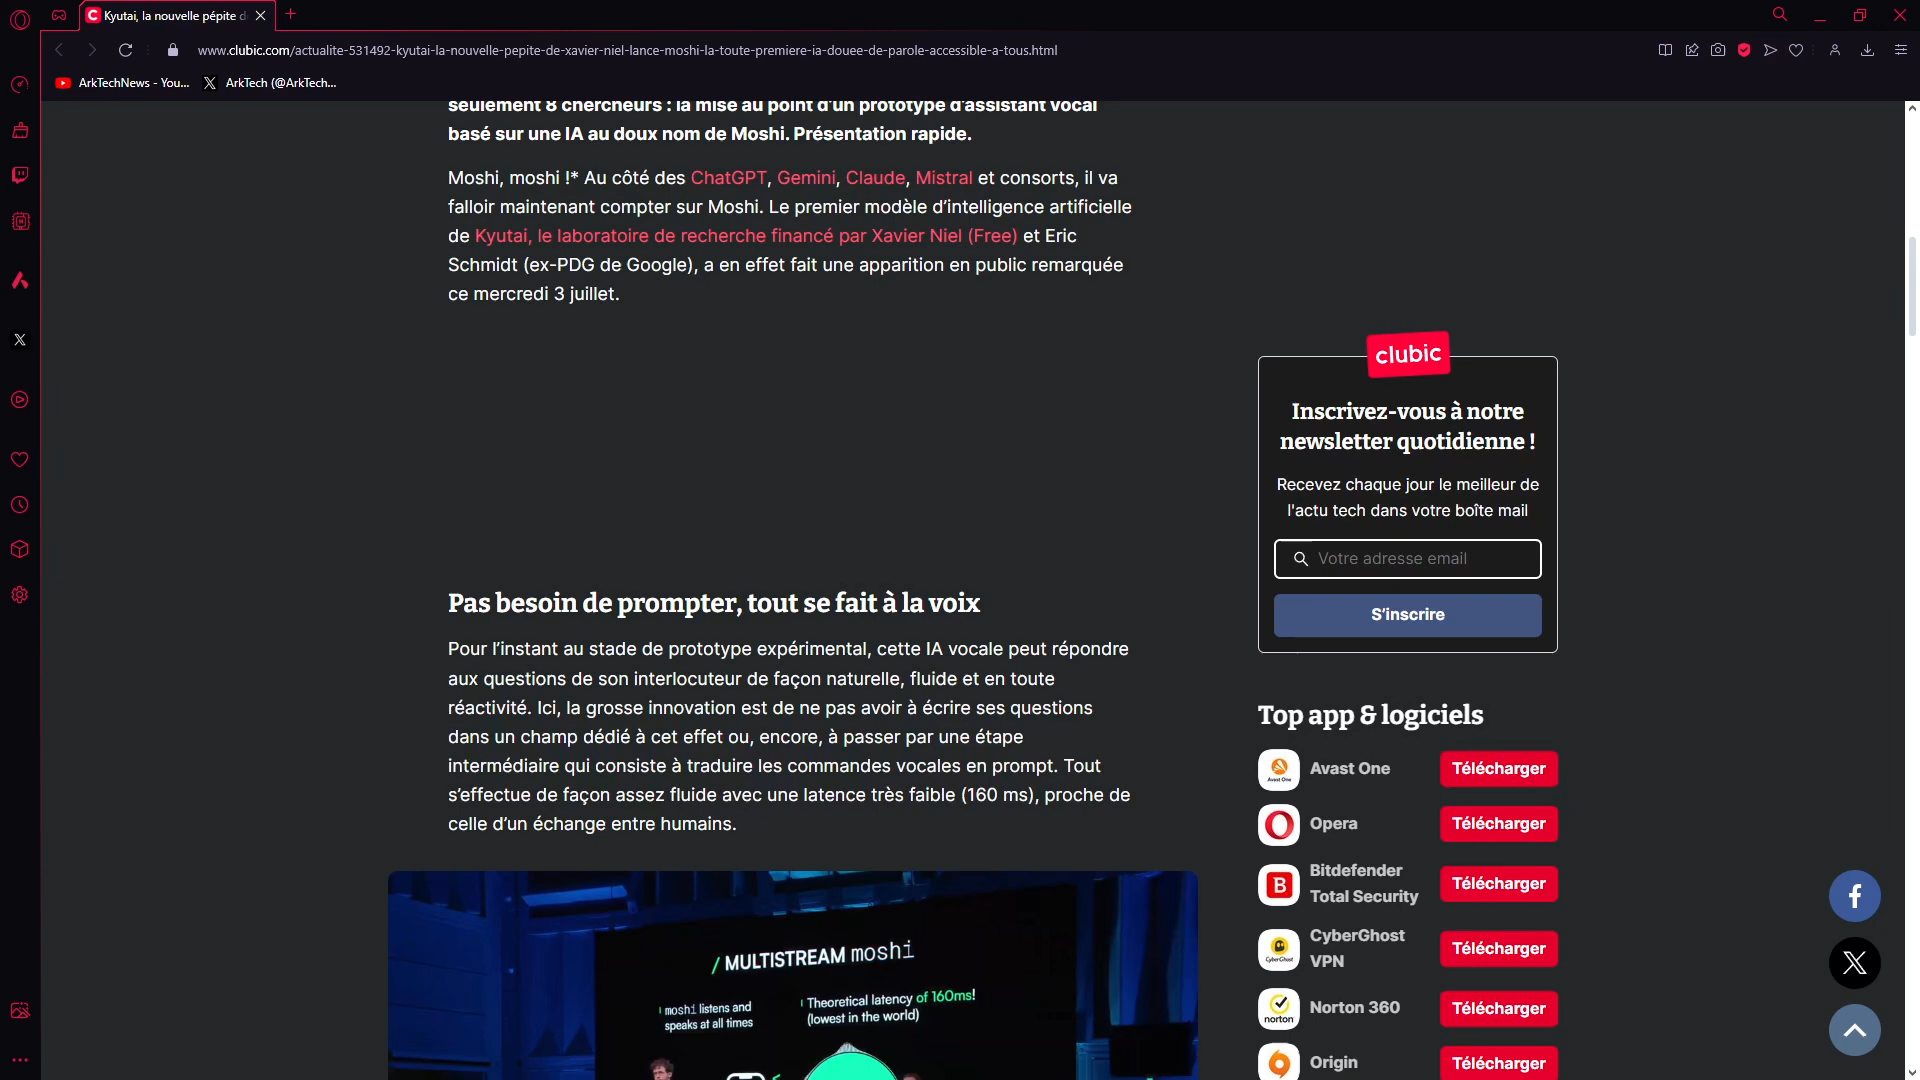 Kyutai, la nouvelle pépite d
www.clubic.com/actualite-531492-kyutai-la-nouvelle-pepite-de-xavier-niel-lance-moshi-la-toute-premiere-ia-douee-de-parole-accessible-a-tous.html
ArkTechNews - You...
ArkTech (@ArkTech...
seulement 8 chercheurs : la mise au point d'un prototype d'assistant vocal
basé sur une IA au doux nom de Moshi. Présentation rapide.
Moshi, moshi !* Au côté des ChatGPT, Gemini, Claude, Mistral et consorts, il va
falloir maintenant compter sur Moshi. Le premier modèle d’intelligence artificielle
de Kyutai, le laboratoire de recherche financé par Xavier Niel (Free) et Eric
Schmidt (ex-PDG de Google), a en effet fait une apparition en public remarquée
ce mercredi 3 juillet.
Pas besoin de prompter, tout se fait à la voix
Pour l’instant au stade de prototype expérimental, cette IA vocale peut répondre
aux questions de son interlocuteur de façon naturelle, fluide et en toute
réactivité. Ici, la grosse innovation est de ne pas avoir à écrire ses questions
dans un champ dédié à cet effet ou, encore, à passer par une étape
intermédiaire qui consiste à traduire les commandes vocales en prompt. Tout
s’effectue de façon assez fluide avec une latence très faible (160 ms), proche de
celle d’un échange entre humains.
/ MULTISTREAM moshi
moshi listens and
speaks at all times
Theoretical latency of 160ms!
(lowest in the world)
clubic
Inscrivez-vous à notre
newsletter quotidienne !
Recevez chaque jour le meilleur de
l'actu tech dans votre boîte mail
Votre adresse email
S’inscrire
Top app & logiciels
Avast One
Avast One
Télécharger
Opera
Télécharger
B
Bitdefender
Total Security
Télécharger
CyberGhost
CyberGhost
VPN
Télécharger
norton
Norton 360
Télécharger
Origin
Télécharger